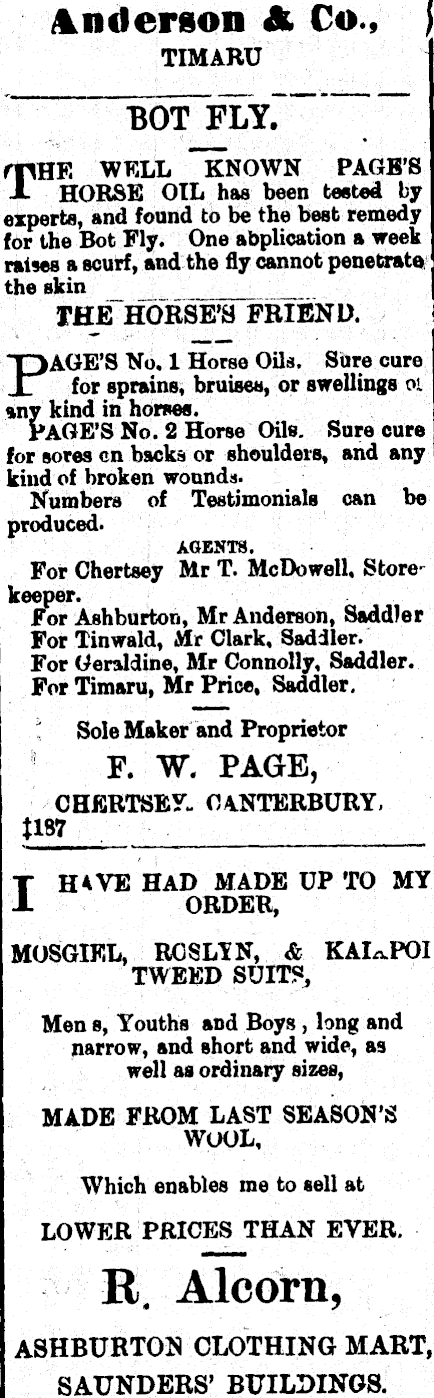 Anderson & Co.,
TIMARU
BOT FLY.
THE WELL KNOWN PAGE'S
HORSE OIL has been tested by
experts, and found to be the best remedy
for the Bot Fly. One application a week
raises a scurf, and the fly cannot penetrate
the skin
THE HORSE'S FRIEND.
PAGE'S No. 1 Horse Oils. Sure cure
for sprains, bruises, or swellings of
any kind in horses.
PAGE'S No. 2 Horse Oils. Sure cure
for sores on backs or shoulders, and any
kind of broken wounds.
Numbers of Testimonials can be
produced.
AGENTS.
For Chertsey Mr T. McDowell, Store-
keeper.
For Ashburton, Mr Anderson, Saddler
For Tinwald, Mr Clark, Saddler.
For Geraldine, Mr Connolly, Saddler.
For Timaru, Mr Price, Saddler.
Sole Maker and Proprietor
F. W. PAGE,
CHERTSEY, CANTERBURY,
‡187
I HAVE HAD MADE UP TO MY
ORDER,
MOSGIEL, ROSLYN, & KAIAPOI
TWEED SUITS,
Men s, Youths and Boys, long and
narrow, and short and wide, as
well as ordinary sizes,
MADE FROM LAST SEASON'S
WOOL,
Which enables me to sell at
LOWER PRICES THAN EVER.
R. Alcorn,
ASHBURTON CLOTHING MART,
SAUNDERS' BUILDINGS.